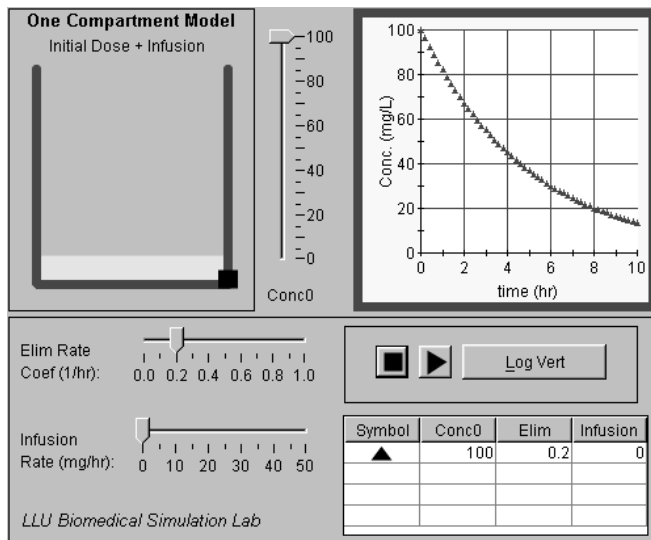 One Compartment Model
Initial Dose + Infusion
100
80
60
40
20
0
Conc0
Conc. (mg/L)
100
80
60
40
20
0
0 2 4 6 8 10
time (hr)
Elim Rate
Coef (1/hr):
0.0 0.2 0.4 0.6 0.8 1.0
Infusion
Rate (mg/hr):
0 10 20 30 40 50
LLU Biomedical Simulation Lab
Log Vert
Symbol Conc0 Elim Infusion
100 0.2 0